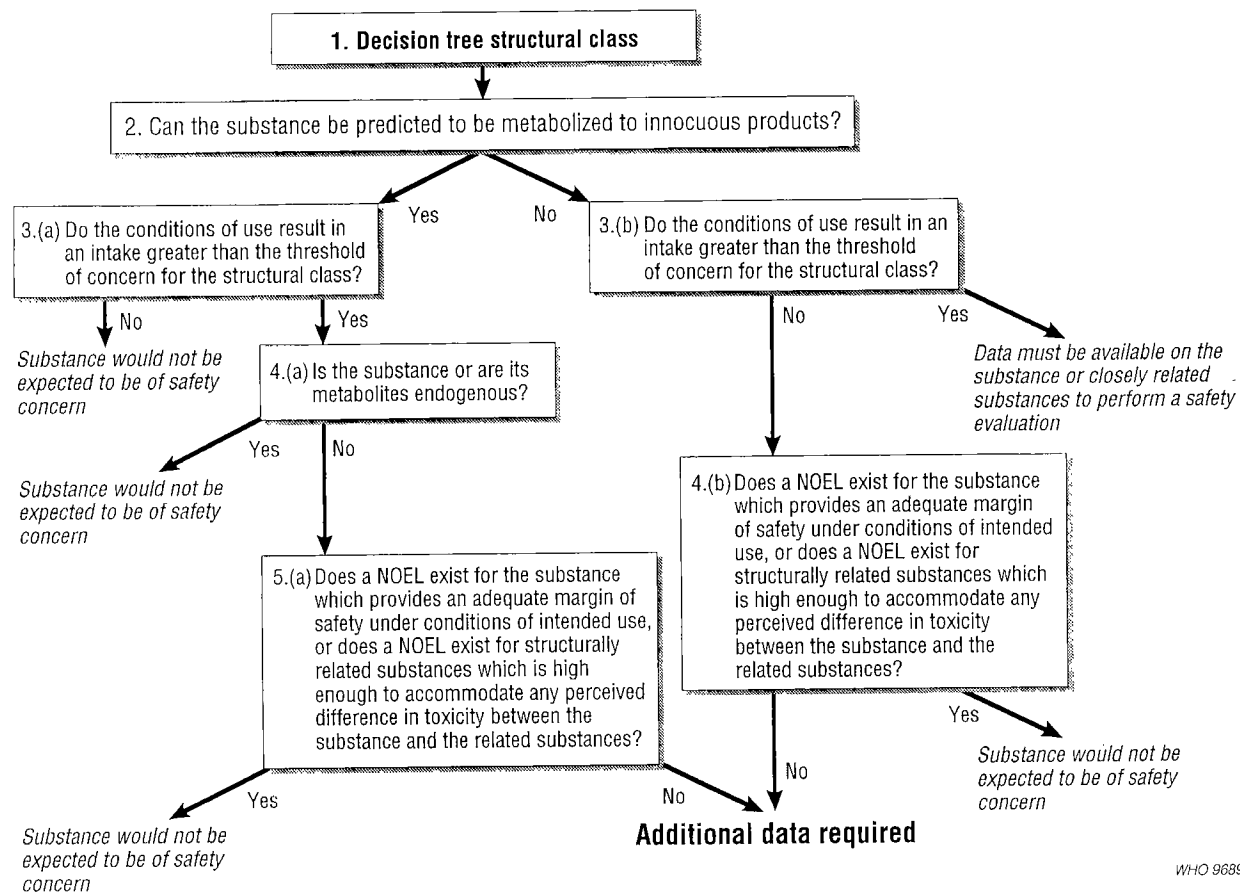 1. Decision tree structural class
2. Can the substance be predicted to be metabolized to innocuous products?
Yes
No
3.(a) Do the conditions of use result in
an intake greater than the threshold
of concern for the structural class?
3.(b) Do the conditions of use result in
an intake greater than the threshold
of concern for the structural class?
No
Yes
No
Yes
Substance would not be
expected to be of safety
concern
4.(a) Is the substance or are its
metabolites endogenous?
Data must be available on the
substance or closely related
substances to perform a safety
evaluation
Yes
No
Substance would not be
expected to be of safety
concern
4.(b) Does a NOEL exist for the substance
which provides an adequate margin
of safety under conditions of intended
use, or does a NOEL exist for
structurally related substances which
is high enough to accommodate any
perceived difference in toxicity
between the substance and the
related substances?
5.(a) Does a NOEL exist for the substance
which provides an adequate margin of
safety under conditions of intended use,
or does a NOEL exist for structurally
related substances which is high
enough to accommodate any perceived
difference in toxicity between the
substance and the related substances?
Yes
No
No
Yes
Substance would not be
expected to be of safety
concern
Additional data required
Substance would not be
expected to be of safety
concern
WHO 9689